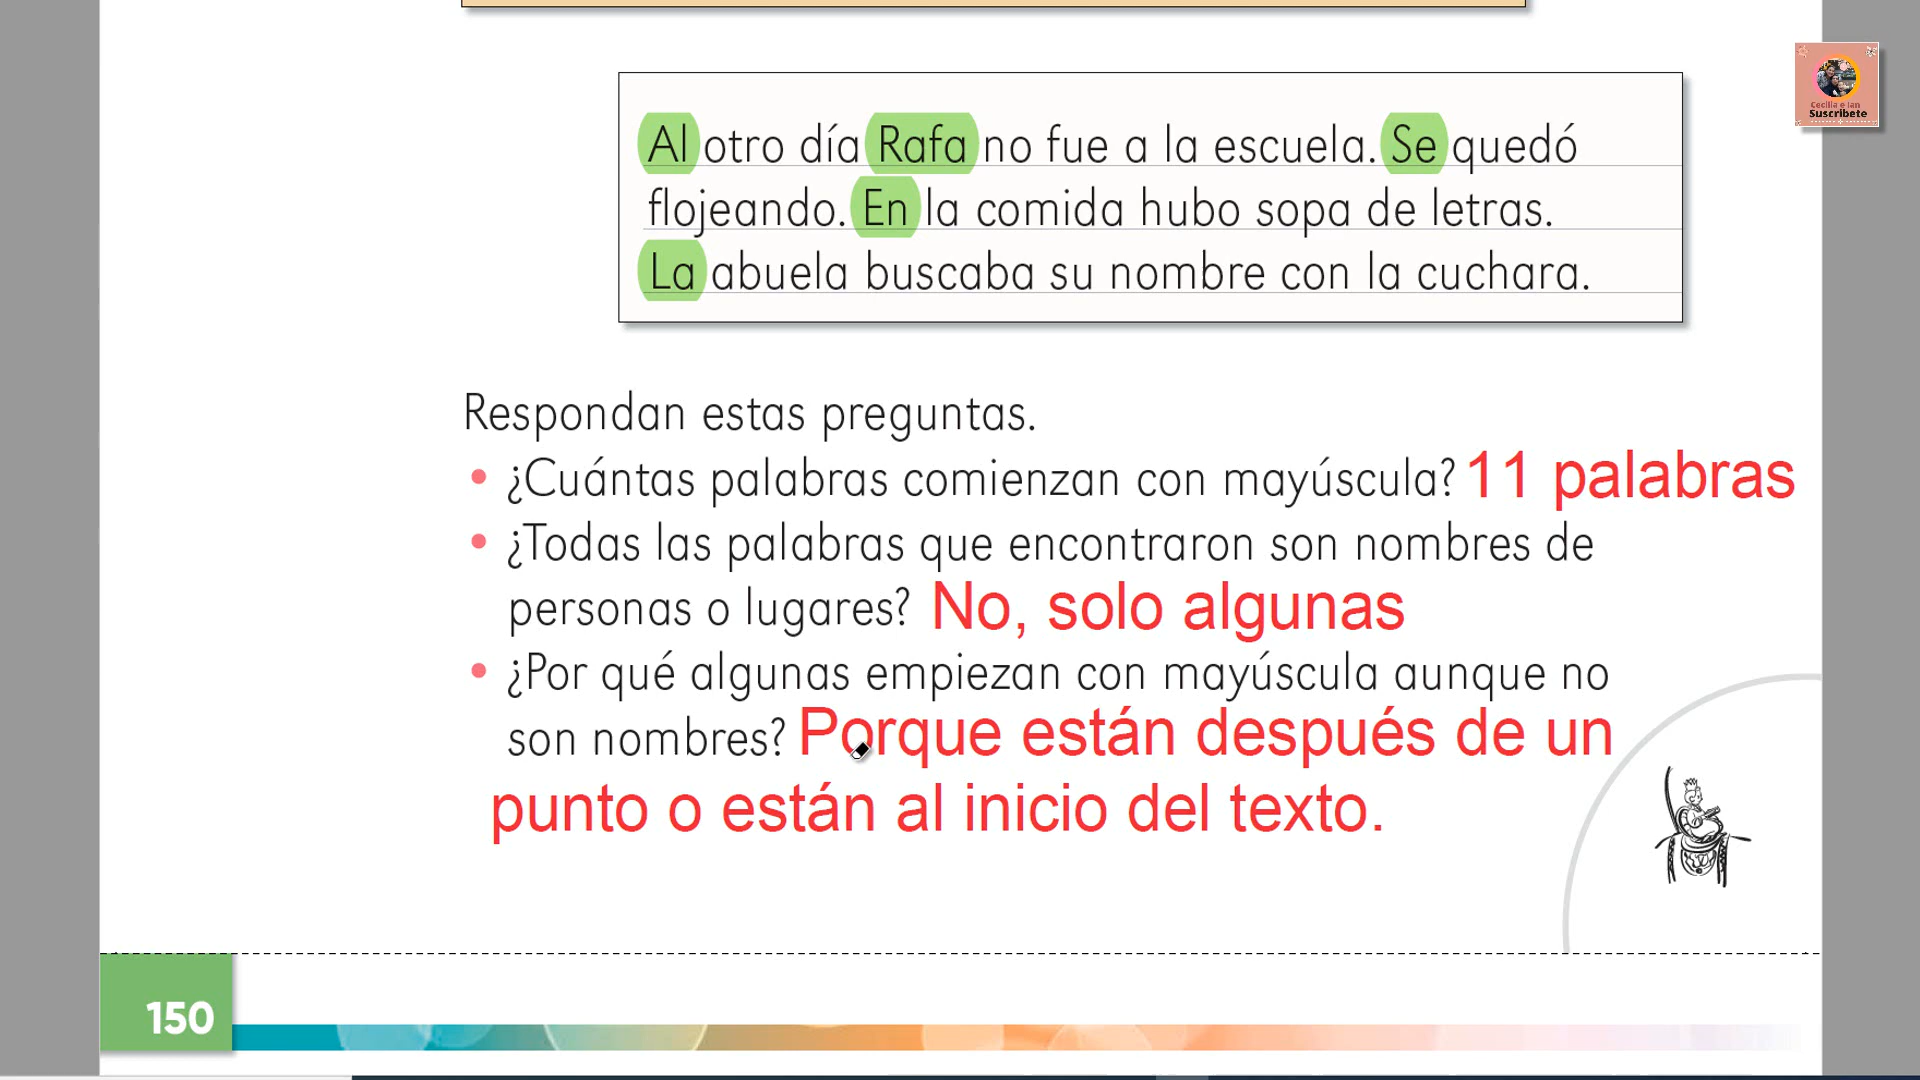 Cecilia e Ian
Suscribete
Al otro día Rafa no fue a la escuela. Se quedó
flojeando. En la comida hubo sopa de letras.
La abuela buscaba su nombre con la cuchara.
Respondan estas preguntas.
• ¿Cuántas palabras comienzan con mayúscula? 11 palabras
• ¿Todas las palabras que encontraron son nombres de
personas o lugares? No, solo algunas
• ¿Por qué algunas empiezan con mayúscula aunque no
son nombres? Porque están después de un
punto o están al inicio del texto.
150